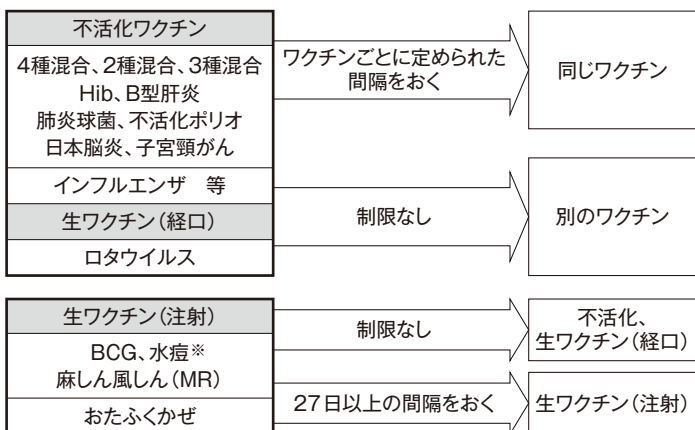 不活化ワクチン
4種混合、2種混合、3種混合
Hib、B型肝炎
肺炎球菌、不活化ポリオ
日本脳炎、子宮頸がん
インフルエンザ 等
生ワクチン（経口）
ロタウイルス
ワクチンごとに定められた
間隔をおく
同じワクチン
制限なし
別のワクチン
生ワクチン（注射）
BCG、水痘※
麻しん風しん（MR）
おたふくかぜ
制限なし
不活化、
生ワクチン（経口）
27日以上の間隔をおく
生ワクチン（注射）